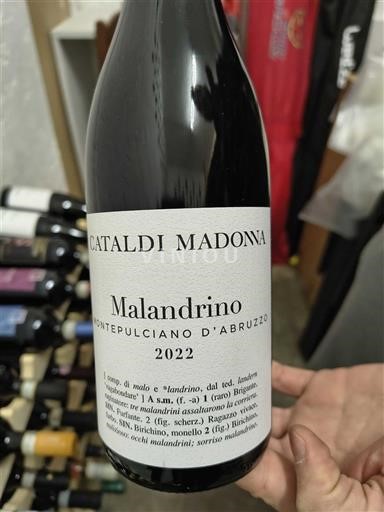 CATALDI MADONNA
VINTOU
Malandrino
MONTEPULCIANO D'ABRUZZO
2022
[comp. di malo e *landrino, dal ted. landern
'vagabondare' ] A s.m. (f. -a) 1 (raro) Brigante,
tre malandrini assaltarono la corriera.
SIN. Furfante. 2 (fig. scherz.) Ragazzo vivace,
SIN. Birichino, monello 2 (fig.) Birichino,
malizioso: occhi malandrini; sorriso malandrino.